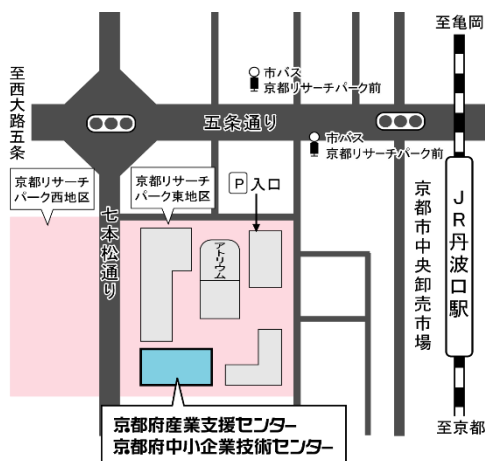 至亀岡
市バス
京都リサーチパーク前
至西大路五条
五条通り
市バス
京都リサーチパーク前
京都リサーチ
パーク西地区
京都リサーチ
パーク東地区
P 入口
七本松通り
アトリウム
京都市中央卸売市場
JR丹波口駅
京都府産業支援センター
京都府中小企業技術センター
至京都